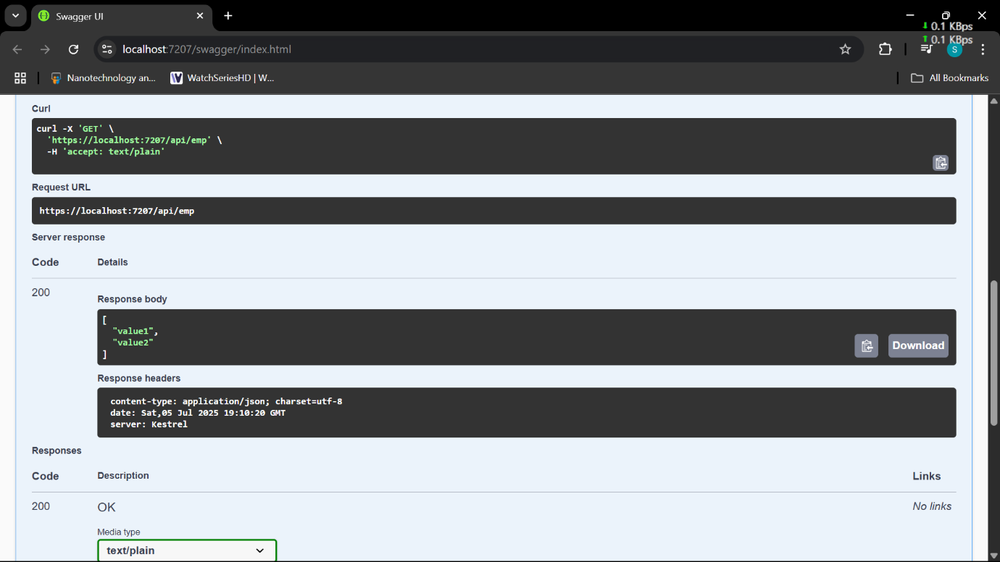 Swagger UI
0.1 KBps
0.1 KBps
localhost:7207/swagger/index.html
S
Nanotechnology an...
WatchSeriesHD | W...
All Bookmarks
Curl
curl -X 'GET' \
'https://localhost:7207/api/emp' \
-H 'accept: text/plain'
Request URL
https://localhost:7207/api/emp
Server response
Code Details
200
Response body
[
"value1",
"value2"
]
Download
Response headers
content-type: application/json; charset=utf-8
date: Sat,05 Jul 2025 19:10:20 GMT
server: Kestrel
Responses
Code Description Links
200 OK No links
Media type
text/plain